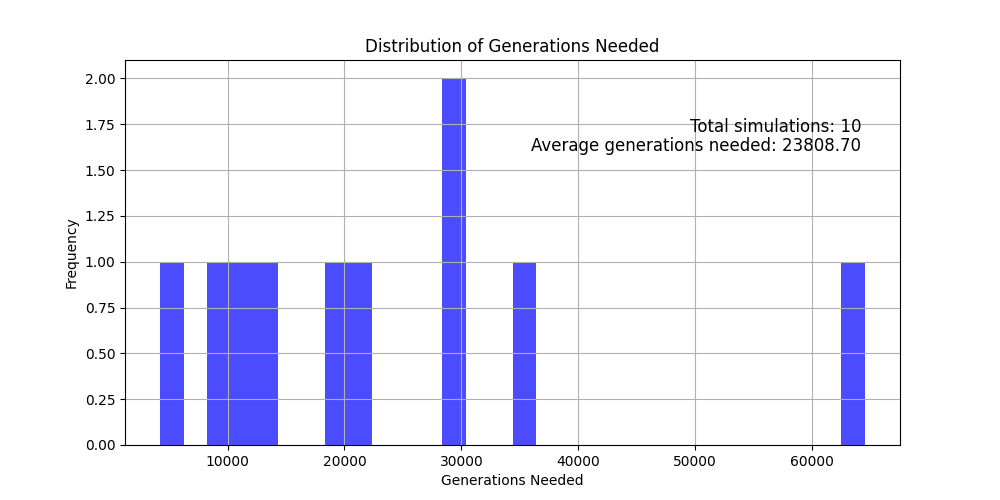 Distribution of Generations Needed
2.00
1.75
1.50
1.25
1.00
0.75
0.50
0.25
0.00
Frequency
Total simulations: 10
Average generations needed: 23808.70
10000 20000 30000 40000 50000 60000
Generations Needed